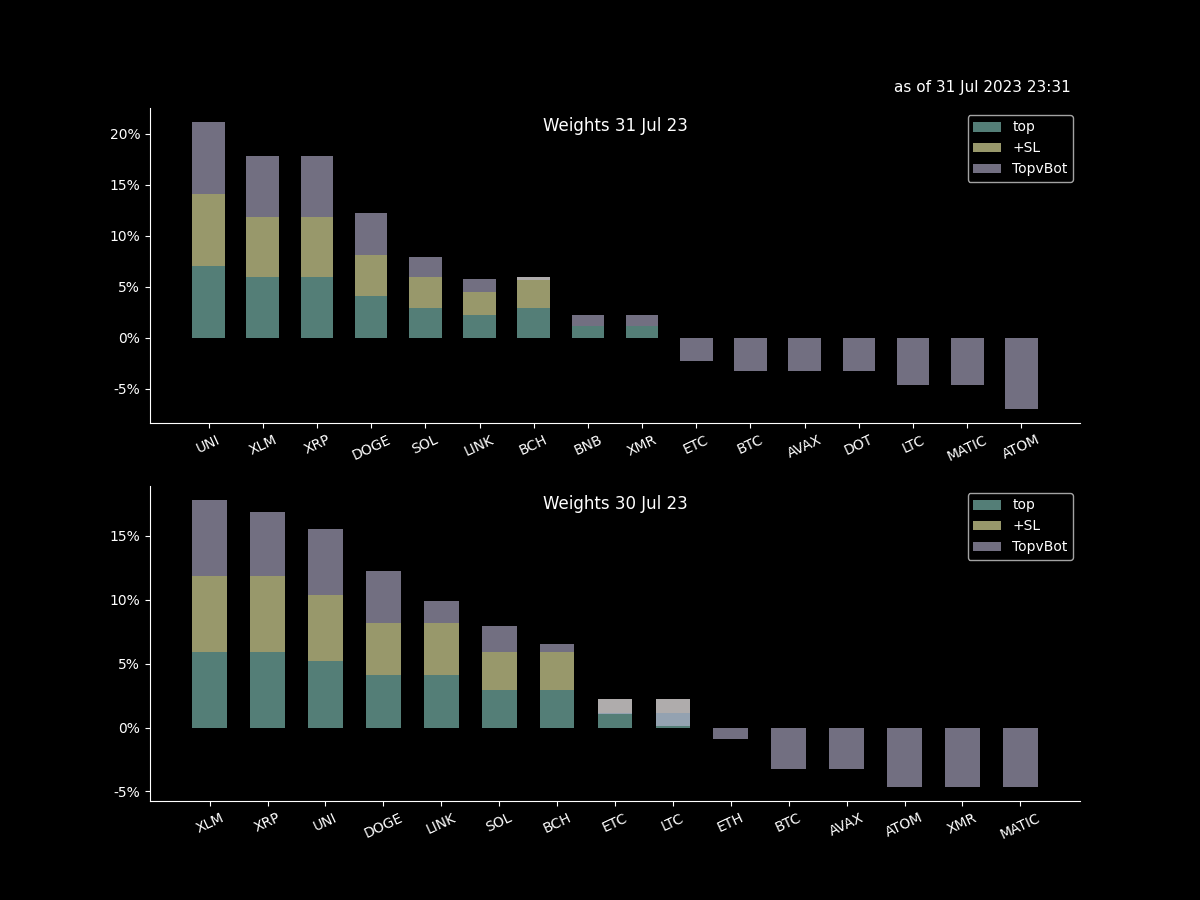 as of 31 Jul 2023 23:31
Weights 31 Jul 23
top
+SL
TopvBot
20%
15%
10%
5%
0%
-5%
UNI XLM XRP DOGE SOL LINK BCH BNB XMR ETC BTC AVAX DOT LTC MATIC ATOM
Weights 30 Jul 23
top
+SL
TopvBot
15%
10%
5%
0%
-5%
XLM XRP UNI DOGE LINK SOL BCH ETC LTC ETH BTC AVAX ATOM XMR MATIC